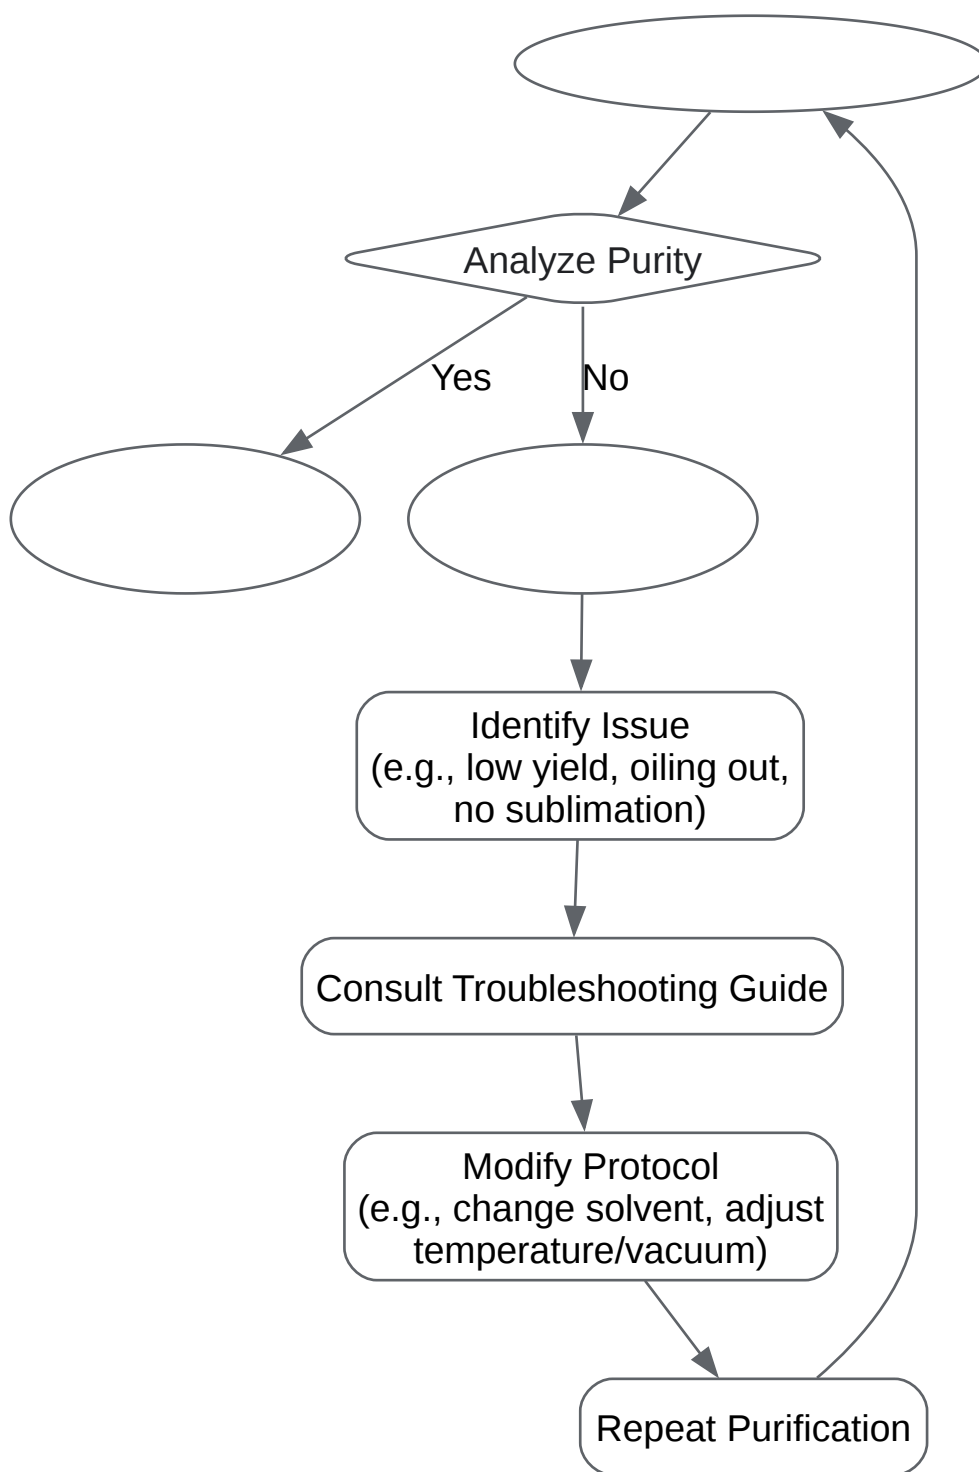 Analyze Purity
Yes
No
Identify Issue
(e.g., low yield, oiling out,
no sublimation)
Consult Troubleshooting Guide
Modify Protocol
(e.g., change solvent, adjust
temperature/vacuum)
Repeat Purification